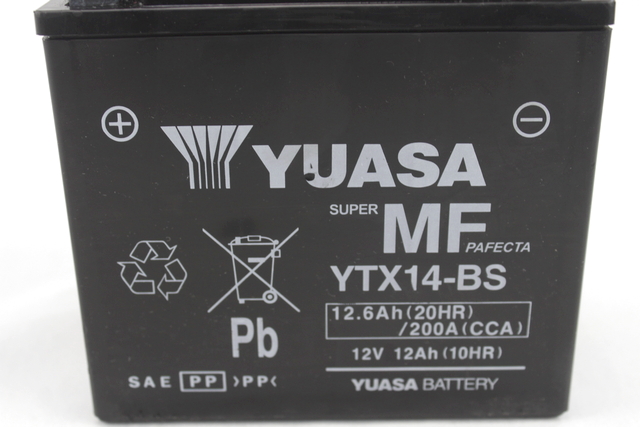 +
−
YUASA
SUPER MF PAFECTA
YTX14-BS
12.6Ah(20HR)
/200A(CCA)
Pb
12V 12Ah(10HR)
SAE PP >PP<
YUASA BATTERY